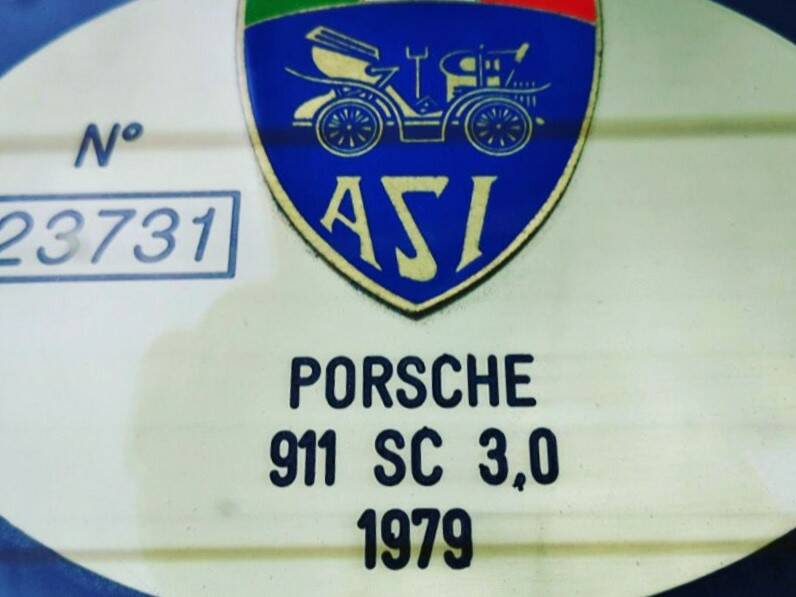 N°
23731
ASI
PORSCHE
911 SC 3,0
1979